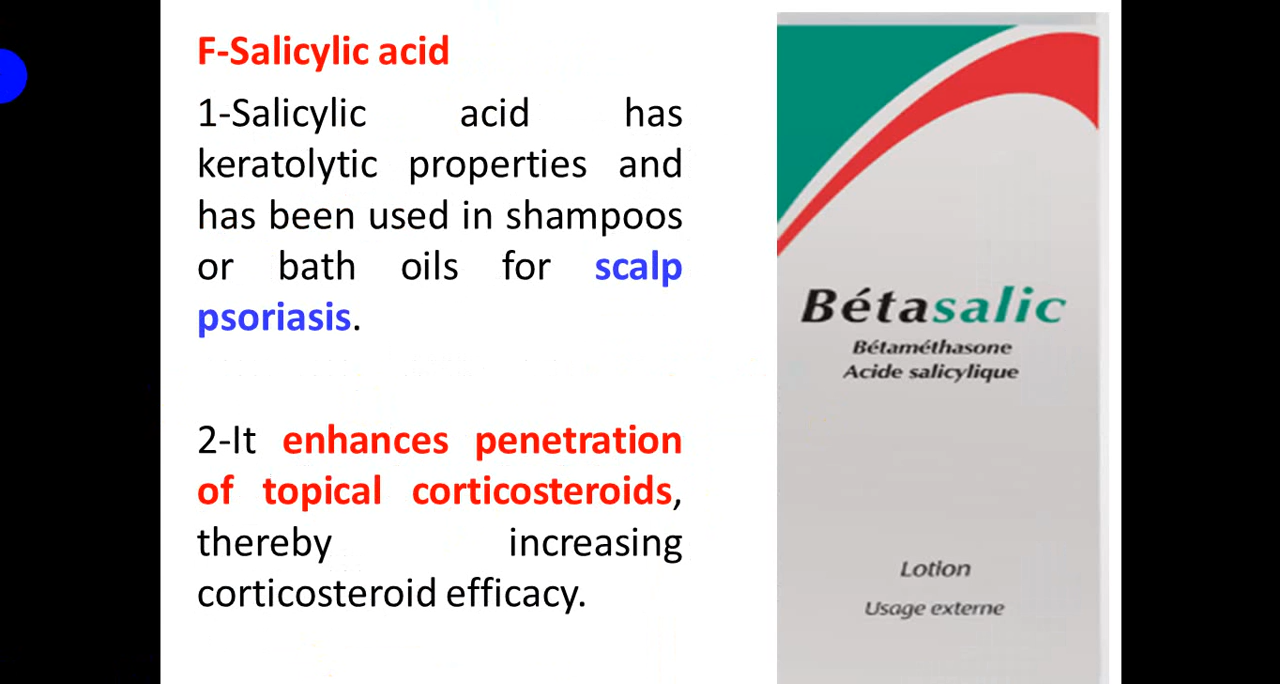 F-Salicylic acid
1-Salicylic acid has
keratolytic properties and
has been used in shampoos
or bath oils for scalp
psoriasis.
2-It enhances penetration
of topical corticosteroids,
thereby increasing
corticosteroid efficacy.
Bétasalic
Bétaméthasone
Acide salicylique
Lotion
Usage externe